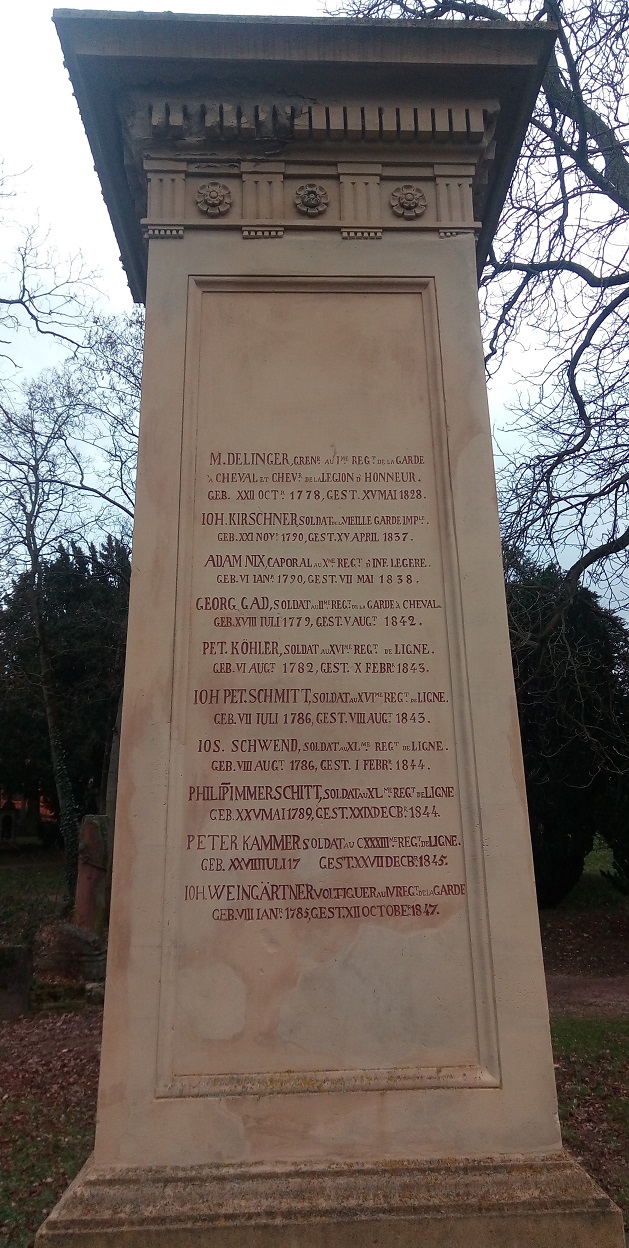 M. DELINGER, GRENR AU IME REGT DE LA GARDE
A CHEVAL ET CHEVR DE LA LEGION D'HONNEUR.
GEB. XXII OCTR 1778, GEST. XV MAI 1828.
IOH. KIRSCHNER SOLDAT VIEILLE GARDE IMPLE.
GEB. XXI NOVR 1790, GEST. XV APRIL 1837.
ADAM NIX, CAPORAL AU XME REGT D'INF. LEGERE.
GEB. VI IANR 1790, GEST. VII MAI 1838.
GEORG GAD, SOLDAT AU IIME REGT DE LA GARDE A CHEVAL.
GEB. XVIII IULI 1779, GEST. V AUGT 1842.
PET. KÖHLER, SOLDAT AU XVIME REGT DE LIGNE.
GEB. VI AUGT 1782, GEST. X FEBR. 1843.
IOH PET. SCHMITT, SOLDAT AU XVIME REGT DE LIGNE.
GEB. VII IULI 1786, GEST. VIII AUGT 1843.
IOS. SCHWEND, SOLDAT AU XLME REGT DE LIGNE.
GEB. VIII AUGT 1786, GEST. I FEBR. 1844.
PHILIPP IMMERSCHITT, SOLDAT AU XLME REGT DE LIGNE
GEB. XXV MAI 1789, GEST. XXIX DECBR 1844.
PETER KAMMER SOLDAT AU CXXXIIIME REGT DE LIGNE.
GEB. XXVIIII IULI 17 GEST. XXVII DECBR 1845.
IOH. WEINGÄRTNER VOLTIGUER AU IV REGT DE LA GARDE
GEB. VIII IANR 1785, GEST. XII OCTOBER 1847.